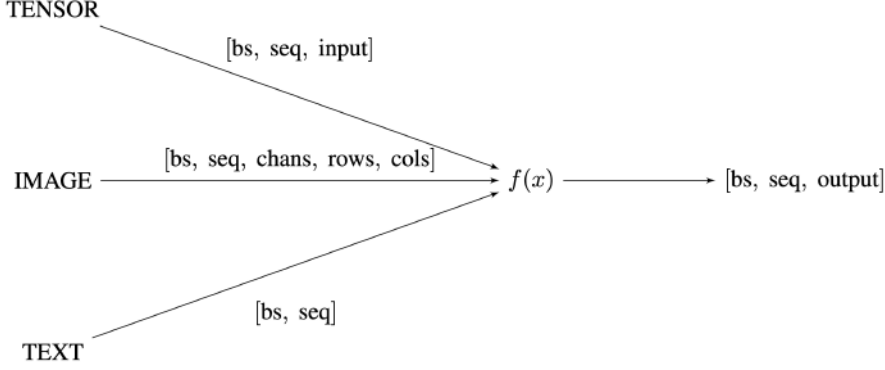 TENSOR
[bs, seq, input]
[bs, seq, chans, rows, cols]
IMAGE
f(x)
[bs, seq, output]
[bs, seq]
TEXT